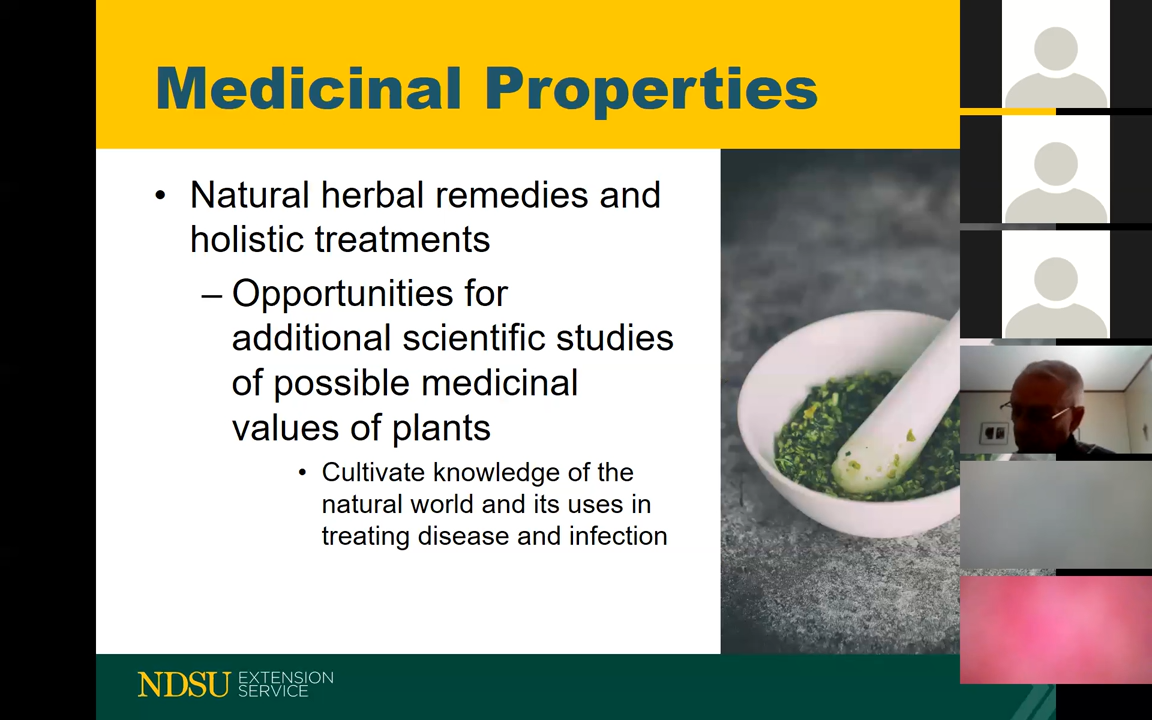 Medicinal Properties
• Natural herbal remedies and
holistic treatments
– Opportunities for
additional scientific studies
of possible medicinal
values of plants
• Cultivate knowledge of the
natural world and its uses in
treating disease and infection
NDSU EXTENSION
SERVICE